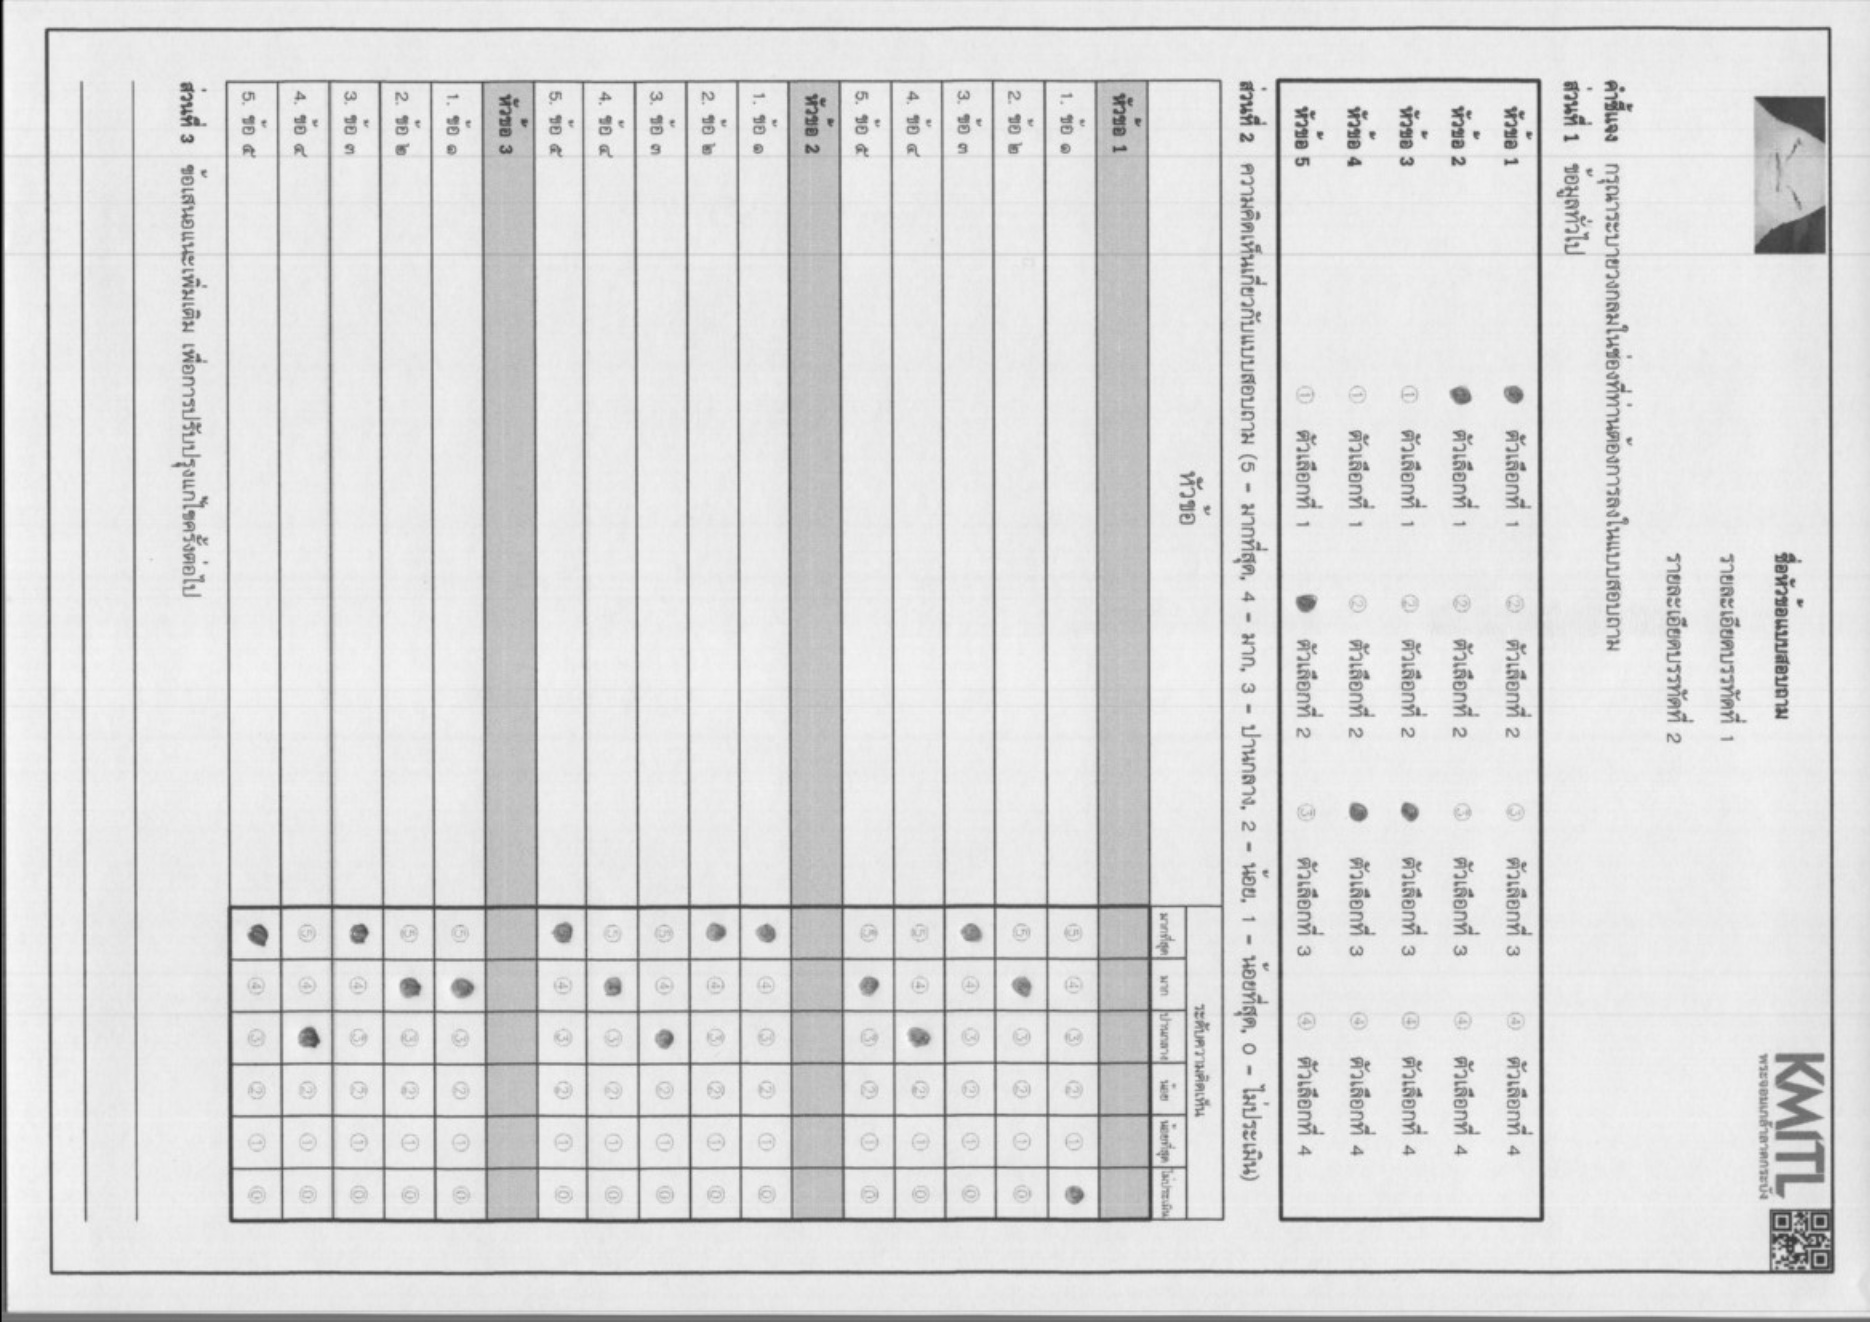 ชื่อหัวข้อแบบสอบถาม
รายละเอียดบรรทัดที่ 1
รายละเอียดบรรทัดที่ 2
KMITL
พระจอมเกล้าลาดกระบัง
คำชี้แจง กรุณาระบายวงกลมในช่องที่ท่านต้องการลงในแบบสอบถาม
ส่วนที่ 1 ข้อมูลทั่วไป
หัวข้อ 1 ตัวเลือกที่ 1 ② ตัวเลือกที่ 2 ③ ตัวเลือกที่ 3 ④ ตัวเลือกที่ 4
หัวข้อ 2 ตัวเลือกที่ 1 ② ตัวเลือกที่ 2 ③ ตัวเลือกที่ 3 ④ ตัวเลือกที่ 4
หัวข้อ 3 ① ตัวเลือกที่ 1 ② ตัวเลือกที่ 2 ตัวเลือกที่ 3 ④ ตัวเลือกที่ 4
หัวข้อ 4 ① ตัวเลือกที่ 1 ② ตัวเลือกที่ 2 ตัวเลือกที่ 3 ④ ตัวเลือกที่ 4
หัวข้อ 5 ① ตัวเลือกที่ 1 ตัวเลือกที่ 2 ③ ตัวเลือกที่ 3 ④ ตัวเลือกที่ 4
ส่วนที่ 2 ความคิดเห็นเกี่ยวกับแบบสอบถาม (5 - มากที่สุด, 4 - มาก, 3 - ปานกลาง, 2 - น้อย, 1 - น้อยที่สุด, 0 - ไม่ประเมิน)
หัวข้อ ระดับความคิดเห็น
มากที่สุด มาก ปานกลาง น้อย น้อยที่สุด ไม่ประเมิน
หัวข้อ 1
1. ข้อ ๑ ⑤ ④ ③ ② ①
2. ข้อ ๒ ⑤ ③ ② ① ⓪
3. ข้อ ๓ ④ ③ ② ① ⓪
4. ข้อ ๔ ⑤ ④ ② ① ⓪
5. ข้อ ๕ ⑤ ③ ② ① ⓪
หัวข้อ 2
1. ข้อ ๑ ④ ③ ② ① ⓪
2. ข้อ ๒ ④ ③ ② ① ⓪
3. ข้อ ๓ ⑤ ④ ② ① ⓪
4. ข้อ ๔ ⑤ ③ ② ① ⓪
5. ข้อ ๕ ④ ③ ② ① ⓪
หัวข้อ 3
1. ข้อ ๑ ⑤ ③ ② ① ⓪
2. ข้อ ๒ ⑤ ③ ② ① ⓪
3. ข้อ ๓ ④ ③ ② ① ⓪
4. ข้อ ๔ ⑤ ④ ② ① ⓪
5. ข้อ ๕ ④ ③ ② ① ⓪
ส่วนที่ 3 ข้อเสนอแนะเพิ่มเติม เพื่อการปรับปรุงแก้ไขครั้งต่อไป